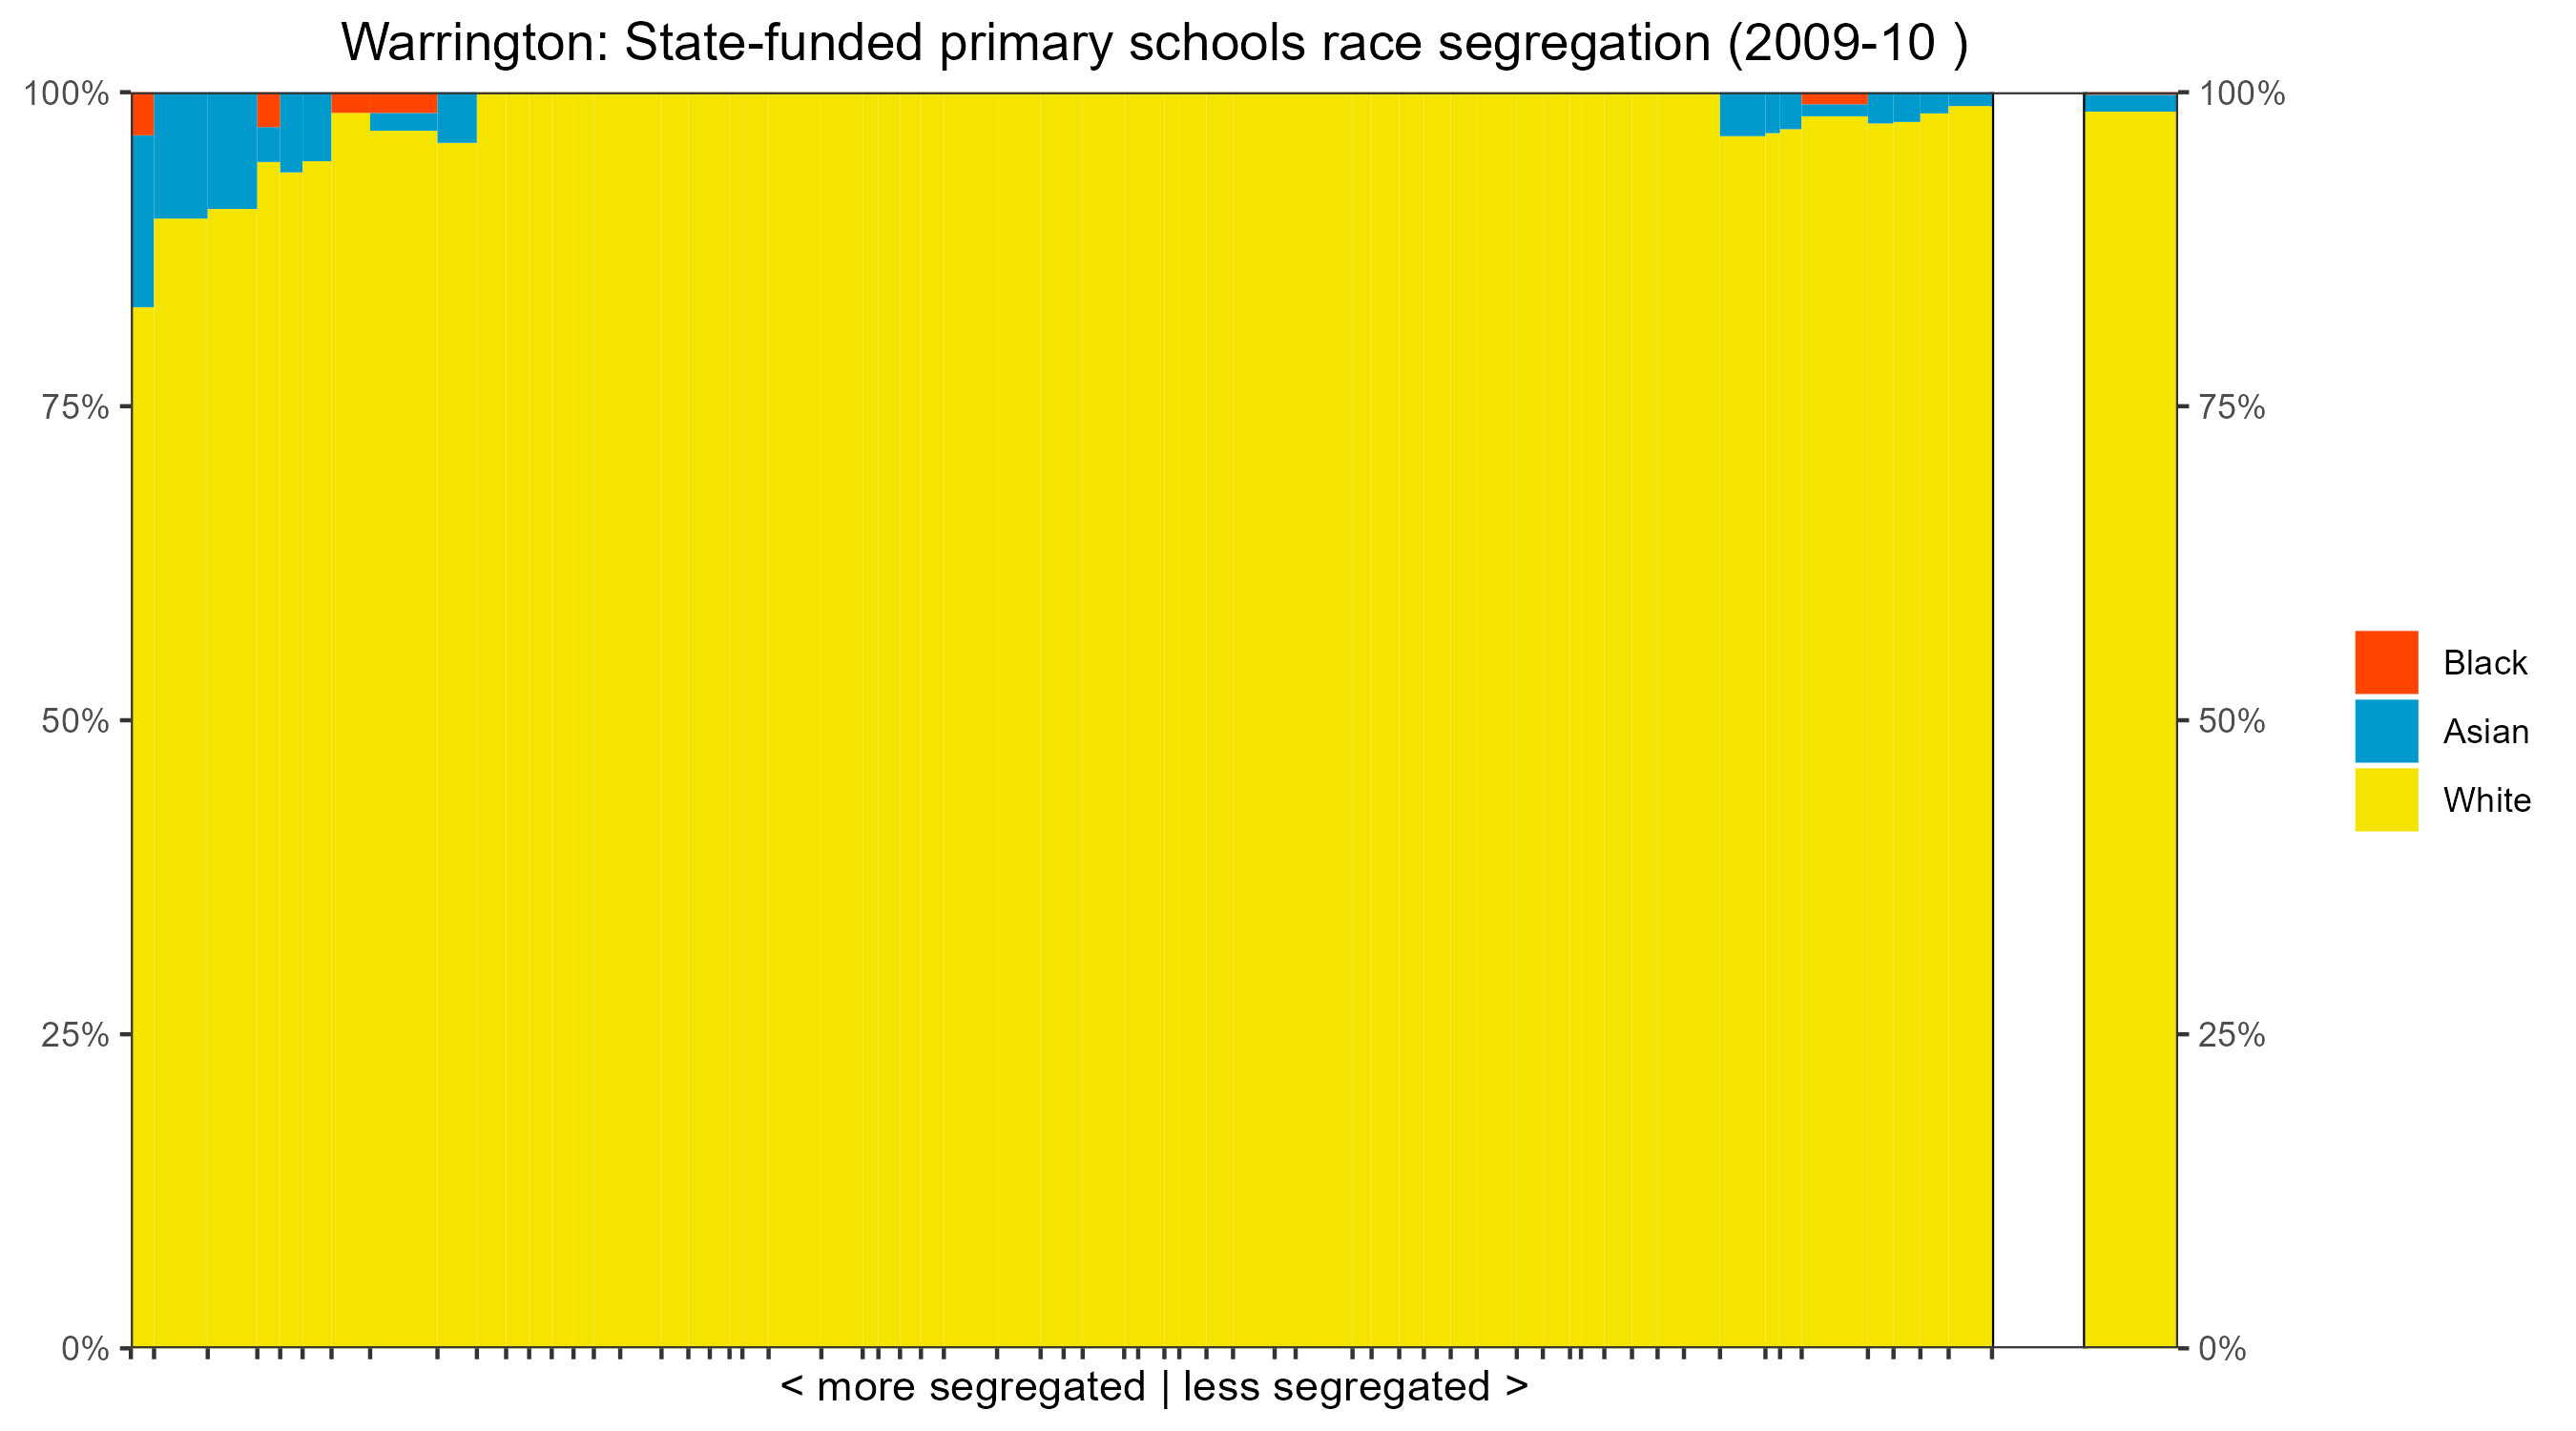 Warrington: State-funded primary schools race segregation (2009-10 )
100%
75%
50%
25%
0%
100%
75%
50%
25%
0%
Black
Asian
White
< more segregated | less segregated >